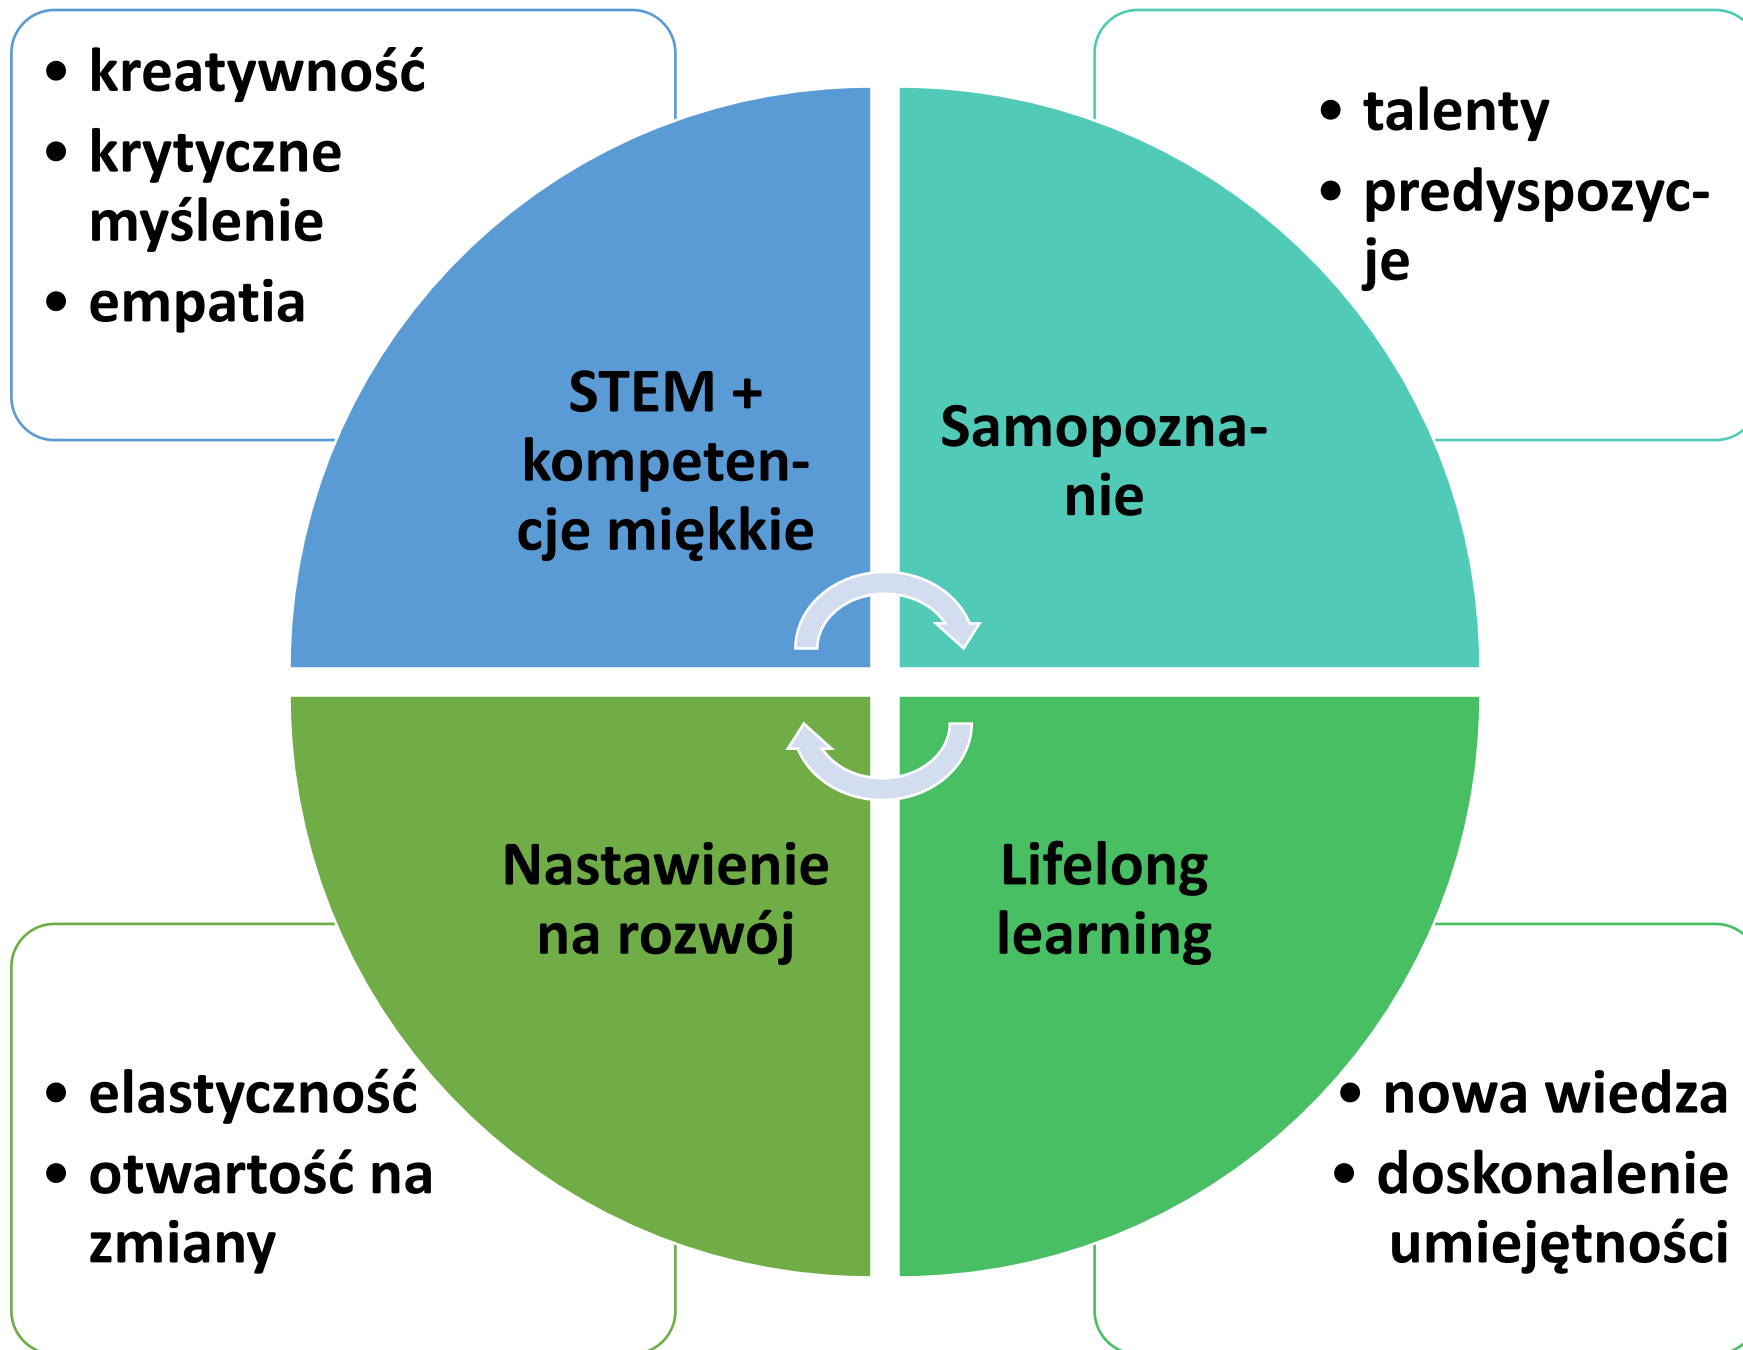 • kreatywność
• krytyczne
myślenie
• empatia
• talenty
• predyspozyc-
je
STEM +
kompeten-
cje miękkie
Samopozna-
nie
Nastawienie
na rozwój
Lifelong
learning
• elastyczność
• otwartość na
zmiany
• nowa wiedza
• doskonalenie
umiejętności